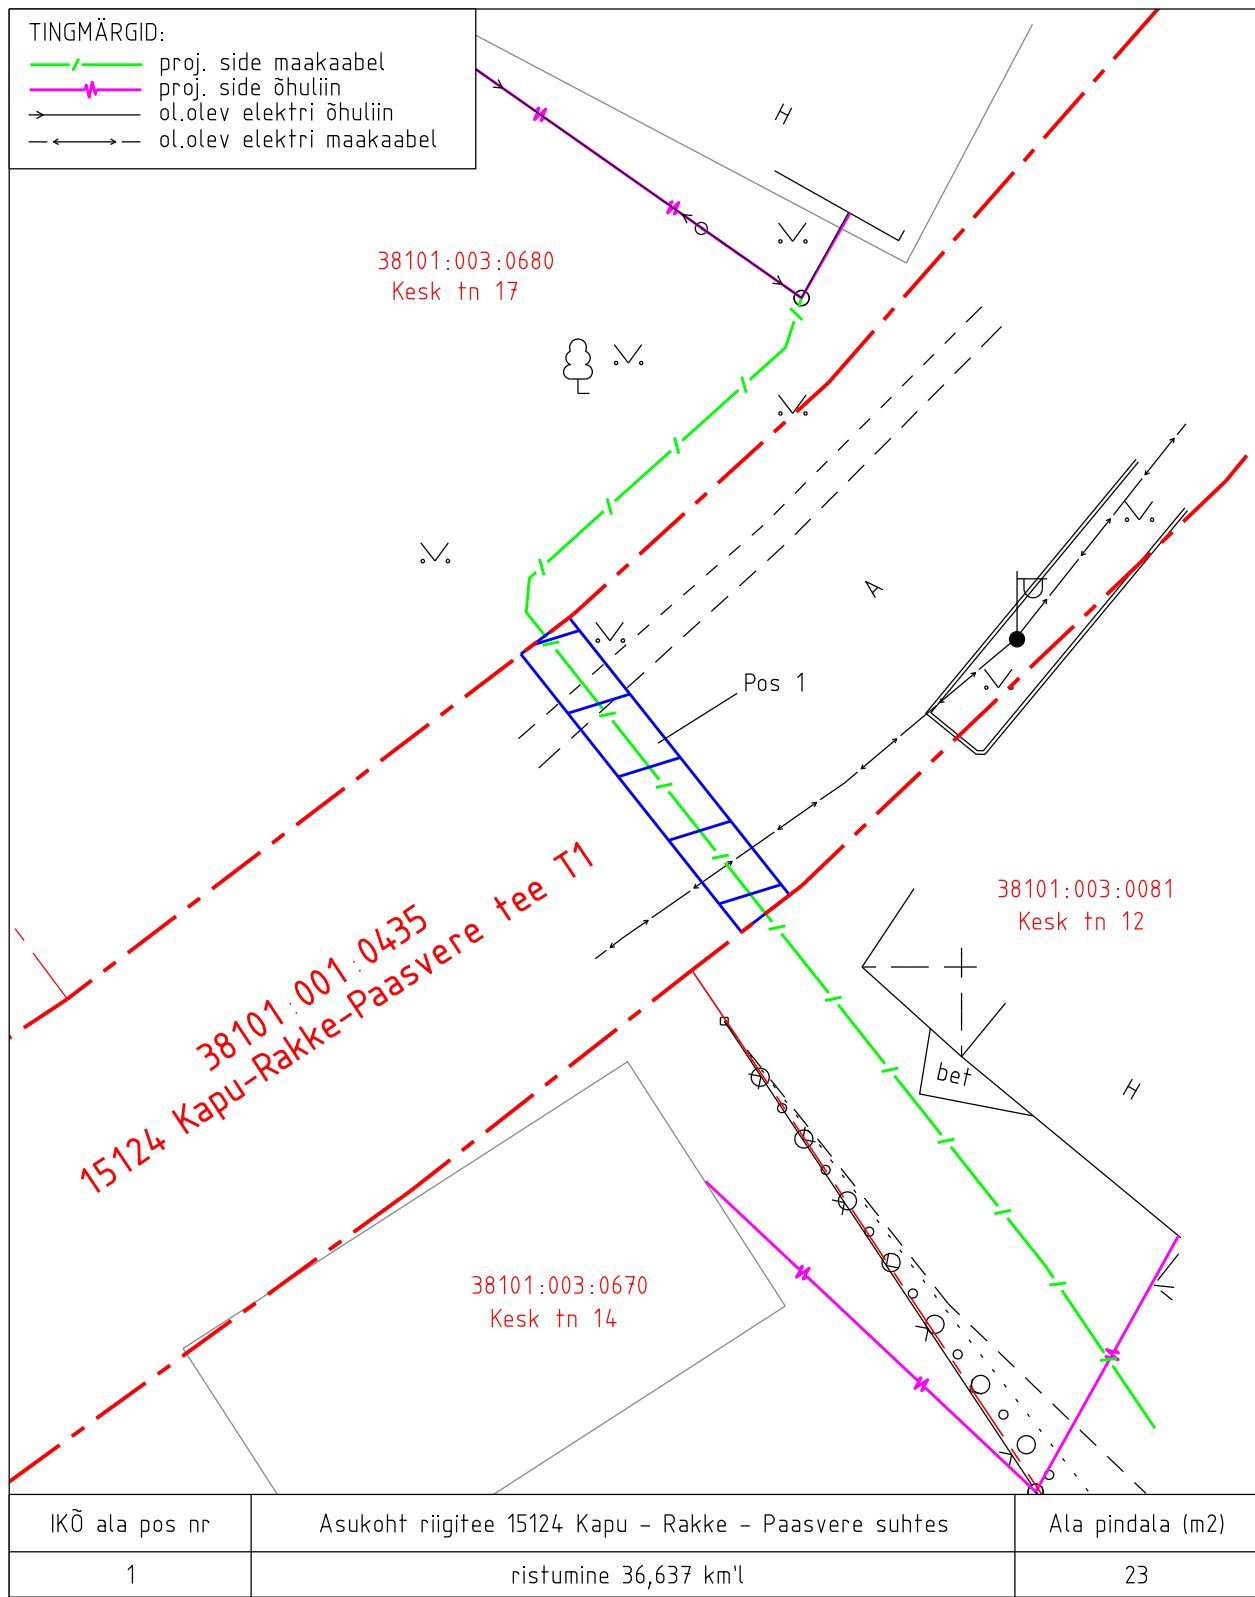 TINGMÄRGID:
proj. side maakaabel
proj. side õhuliin
ol.olev elektri õhuliin
ol.olev elektri maakaabel
H
38101:003:0680
Kesk tn 17
A
Pos 1
38101:003:0081
Kesk tn 12
38101:001:0435
15124 Kapu-Rakke-Paasvere tee T1
bet
H
38101:003:0670
Kesk tn 14
IKÕ ala pos nr
Asukoht riigitee 15124 Kapu - Rakke - Paasvere suhtes
Ala pindala (m2)
1
ristumine 36,637 km'l
23